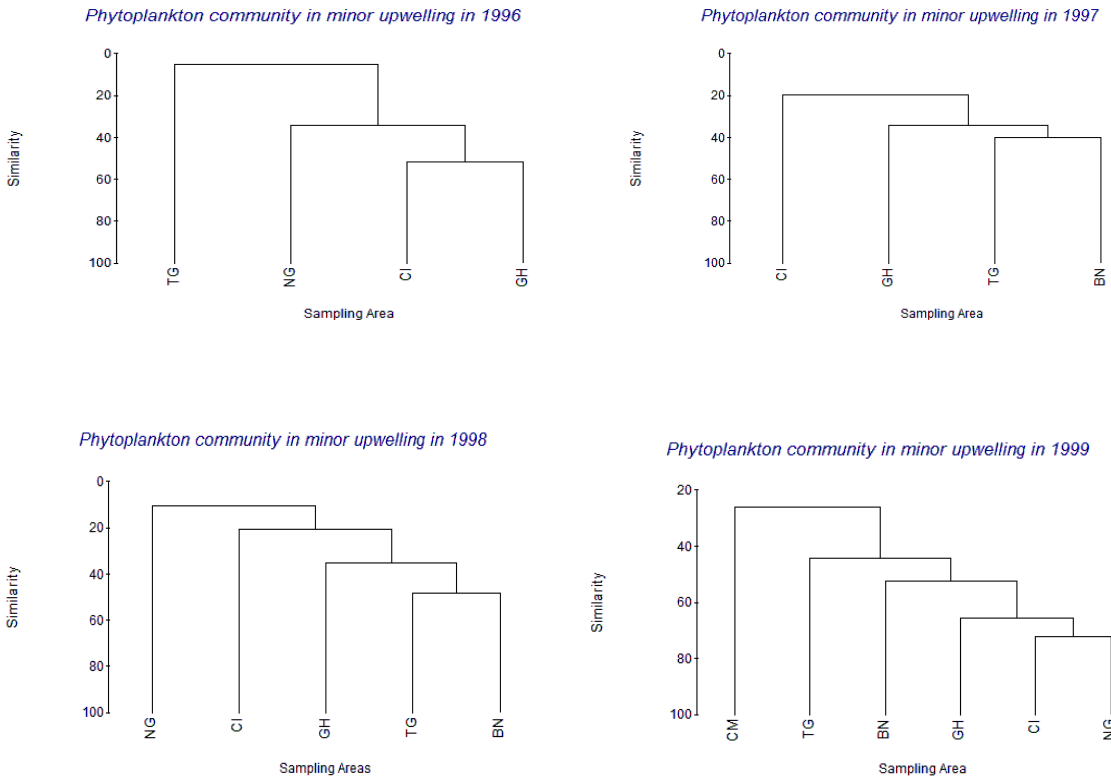 Phytoplankton community in minor upwelling in 1996
0
20
40
60
80
100
Similarity
TG
NG
CI
GH
Sampling Area
Phytoplankton community in minor upwelling in 1997
0
20
40
60
80
100
Similarity
CI
GH
TG
BN
Sampling Area
Phytoplankton community in minor upwelling in 1998
0
20
40
60
80
100
Similarity
NG
CI
GH
TG
BN
Sampling Areas
Phytoplankton community in minor upwelling in 1999
20
40
60
80
100
Similarity
CM
TG
BN
GH
CI
NG
Sampling Area